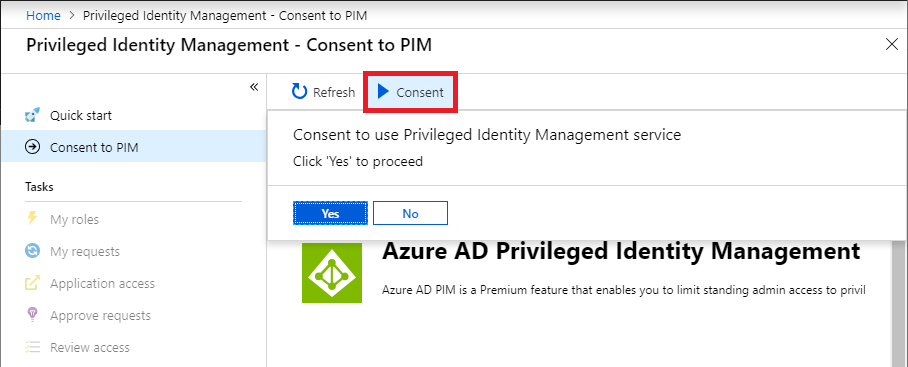 Home > Privileged Identity Management - Consent to PIM
Privileged Identity Management - Consent to PIM
Refresh Consent
Quick start
Consent to PIM
Tasks
My roles
My requests
Application access
Approve requests
Review access
Consent to use Privileged Identity Management service
Click 'Yes' to proceed
Yes No
Azure AD Privileged Identity Management
Azure AD PIM is a Premium feature that enables you to limit standing admin access to privil